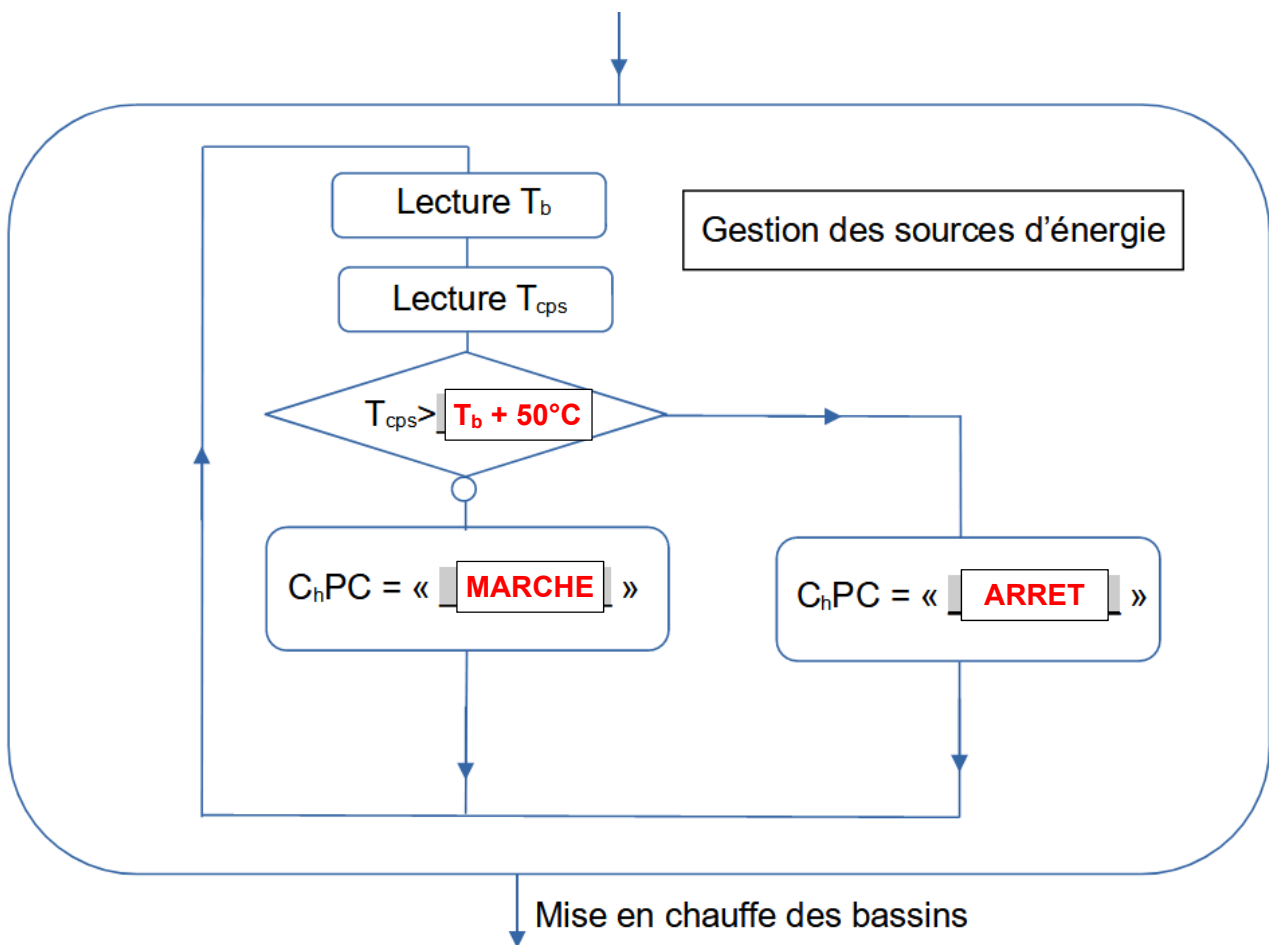 Lecture Tb
Gestion des sources d'énergie
Lecture Tcps
Tcps> Tb + 50°C
ChPC = « MARCHE »
ChPC = « ARRET »
Mise en chauffe des bassins